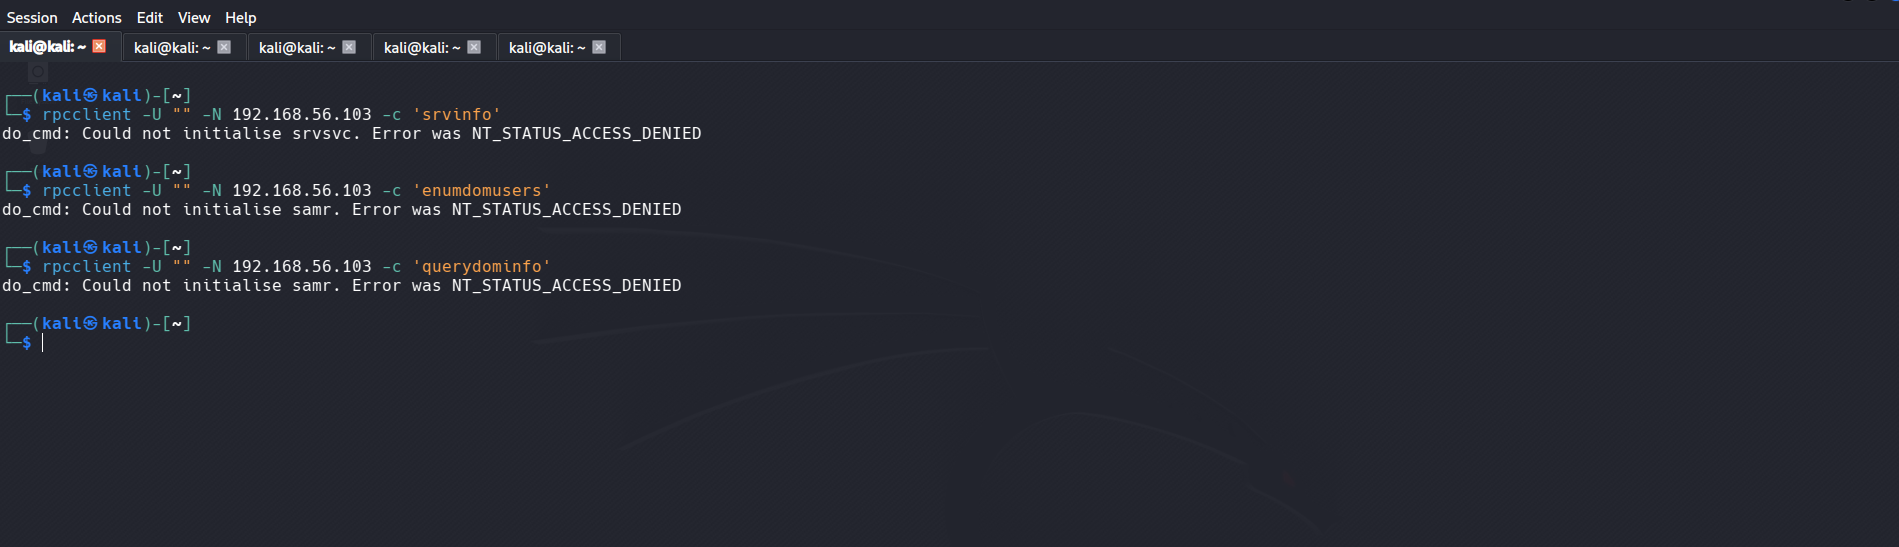 Session Actions Edit View Help
kali@kali: ~ kali@kali: ~ kali@kali: ~ kali@kali: ~ kali@kali: ~
┌──(kali㉿kali)-[~]
└─$ rpcclient -U "" -N 192.168.56.103 -c 'srvinfo'
do_cmd: Could not initialise srvsvc. Error was NT_STATUS_ACCESS_DENIED
┌──(kali㉿kali)-[~]
└─$ rpcclient -U "" -N 192.168.56.103 -c 'enumdomusers'
do_cmd: Could not initialise samr. Error was NT_STATUS_ACCESS_DENIED
┌──(kali㉿kali)-[~]
└─$ rpcclient -U "" -N 192.168.56.103 -c 'querydominfo'
do_cmd: Could not initialise samr. Error was NT_STATUS_ACCESS_DENIED
┌──(kali㉿kali)-[~]
└─$